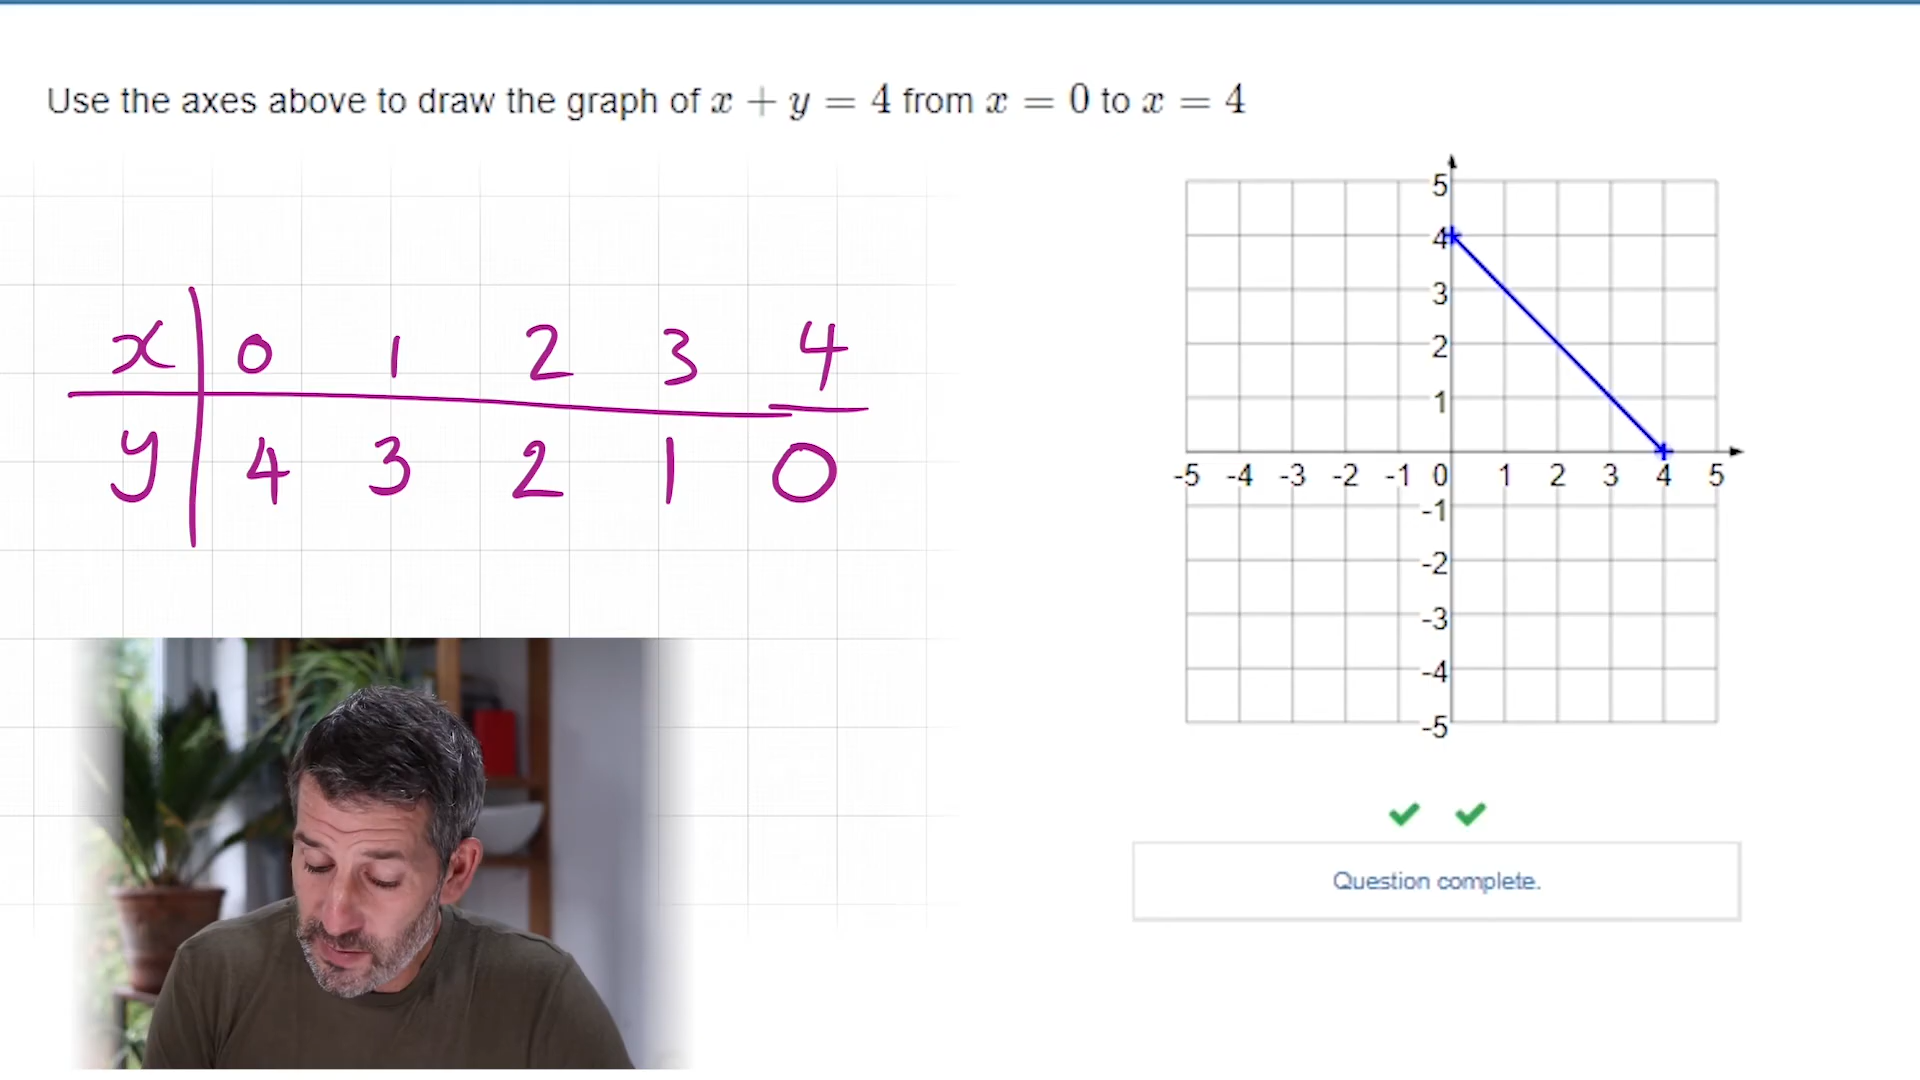 Use the axes above to draw the graph of x + y = 4 from x = 0 to x = 4
x 0 1 2 3 4
y 4 3 2 1 0
5
4
3
2
1
-5 -4 -3 -2 -1 0 1 2 3 4 5
-1
-2
-3
-4
-5
Question complete.